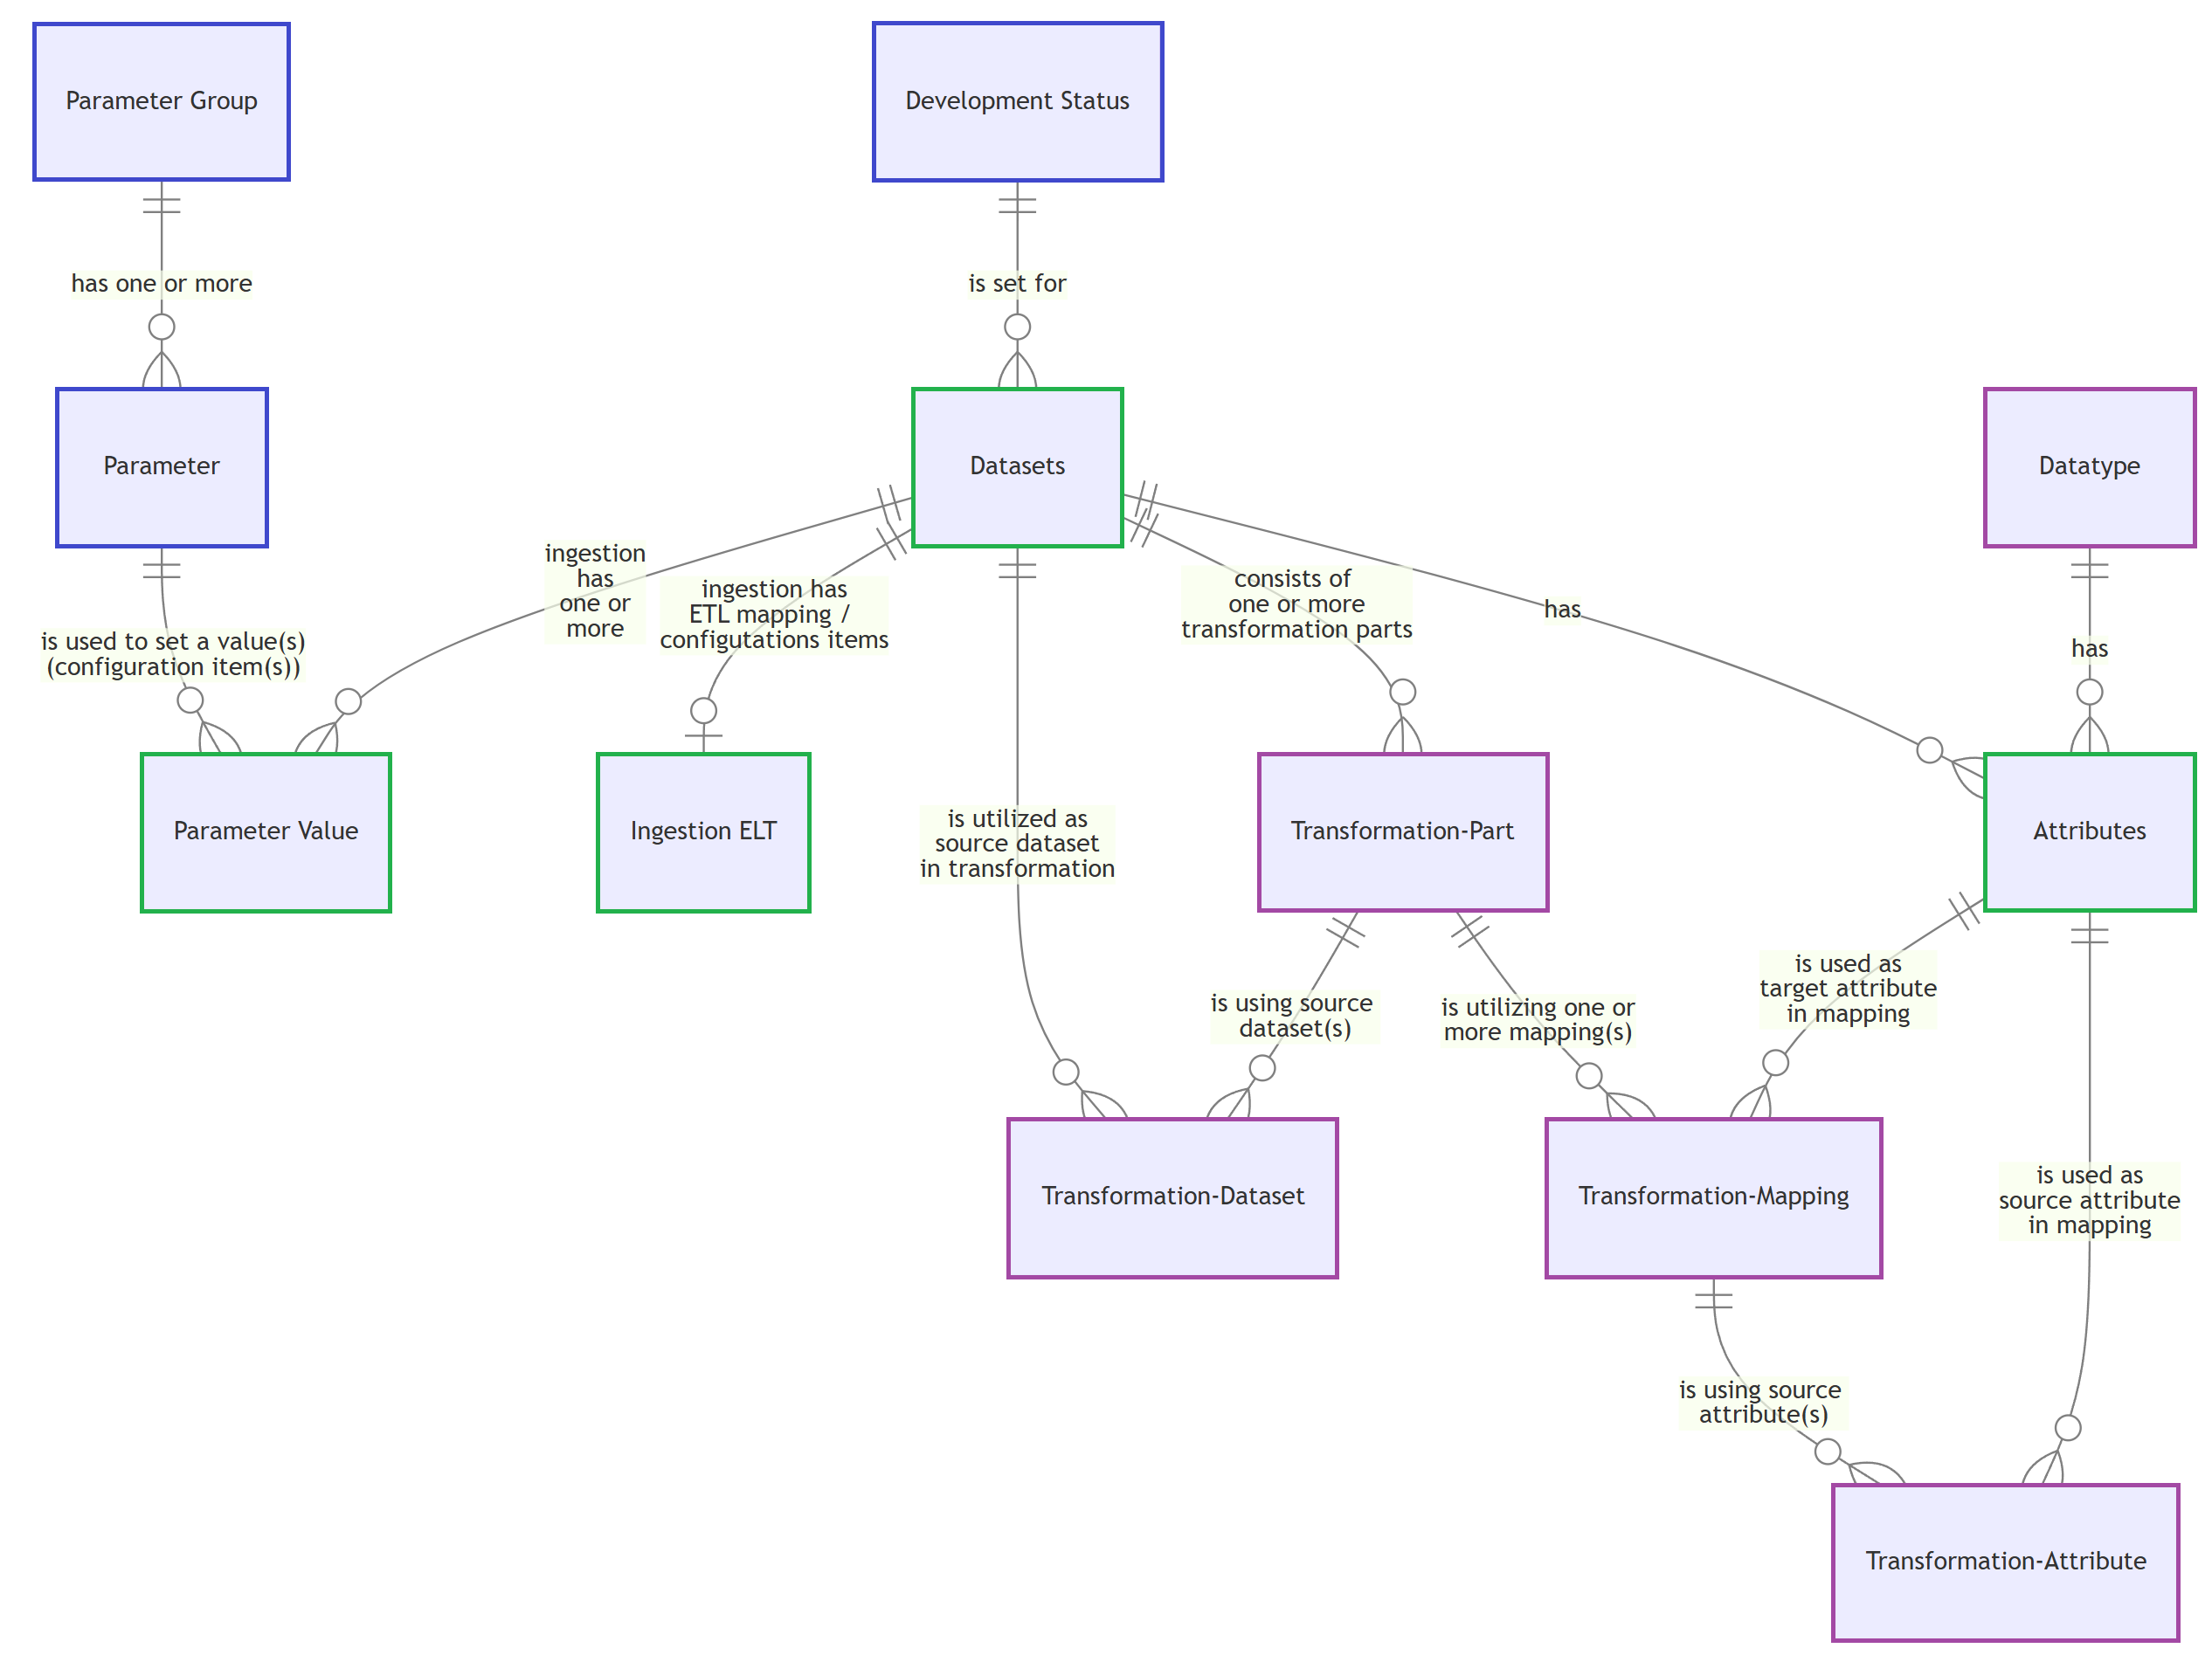 Parameter Group
Development Status
has one or more
is set for
Parameter
Datasets
Datatype
ingestion
has
one or
more
ingestion has
ETL mapping /
configutations items
consists of
one or more
transformation parts
has
is used to set a value(s)
(configuration item(s))
has
Parameter Value
Ingestion ELT
is utilized as
source dataset
in transformation
Transformation-Part
Attributes
is using source
dataset(s)
is utilizing one or
more mapping(s)
is used as
target attribute
in mapping
Transformation-Dataset
Transformation-Mapping
is used as
source attribute
in mapping
is using source
attribute(s)
Transformation-Attribute